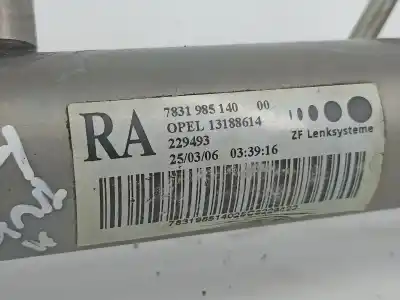 RA
7831 985 140 00
OPEL 13188614
229493
25/03/06 03:39:16
ZF Lenksysteme